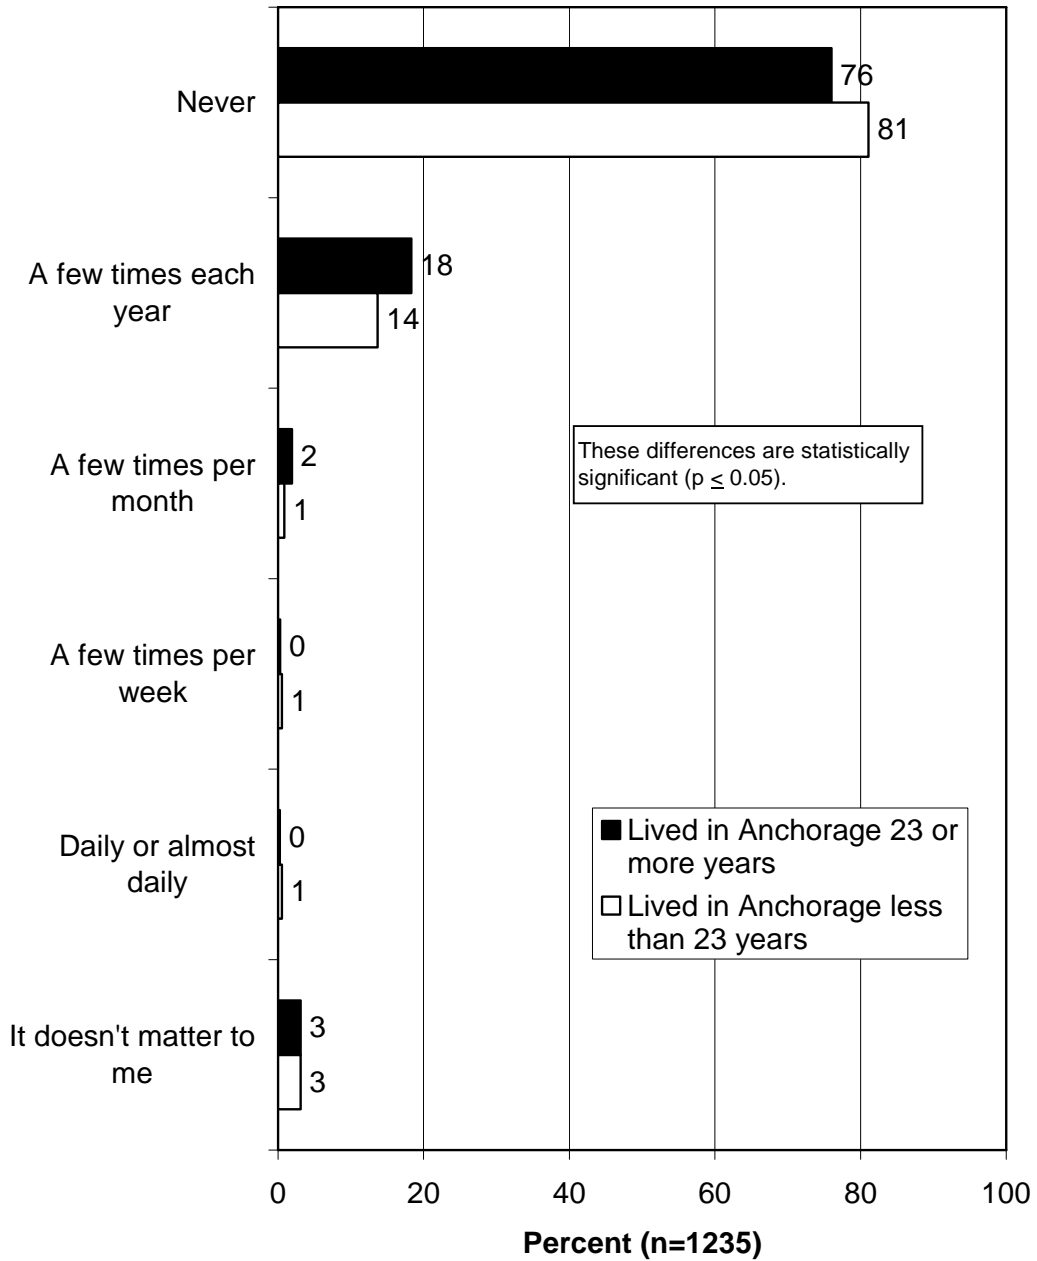 Never
76
81
A few times each
year
18
14
A few times per
month
2
1
These differences are statistically
significant (p ≤ 0.05).
A few times per
week
0
1
Daily or almost
daily
0
1
Lived in Anchorage 23 or
more years
Lived in Anchorage less
than 23 years
It doesn't matter to
me
3
3
0 20 40 60 80 100
Percent (n=1235)